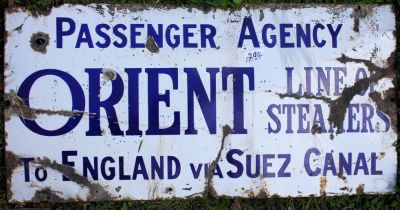 PASSENGER AGENCY
ORIENT LINE OF STEAMERS
TO ENGLAND VIA SUEZ CANAL